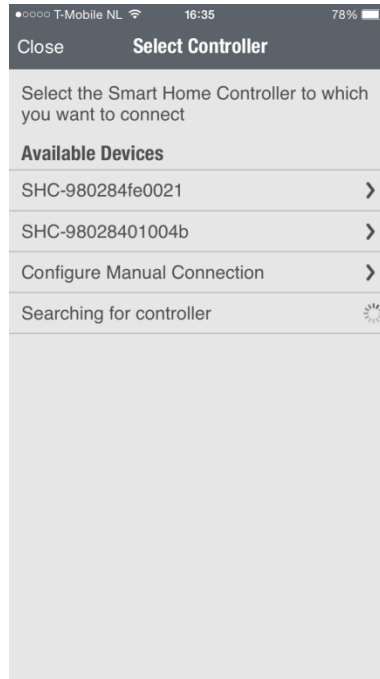 T-Mobile NL 16:35 78%
Close Select Controller
Select the Smart Home Controller to which
you want to connect
Available Devices
SHC-980284fe0021
SHC-98028401004b
Configure Manual Connection
Searching for controller